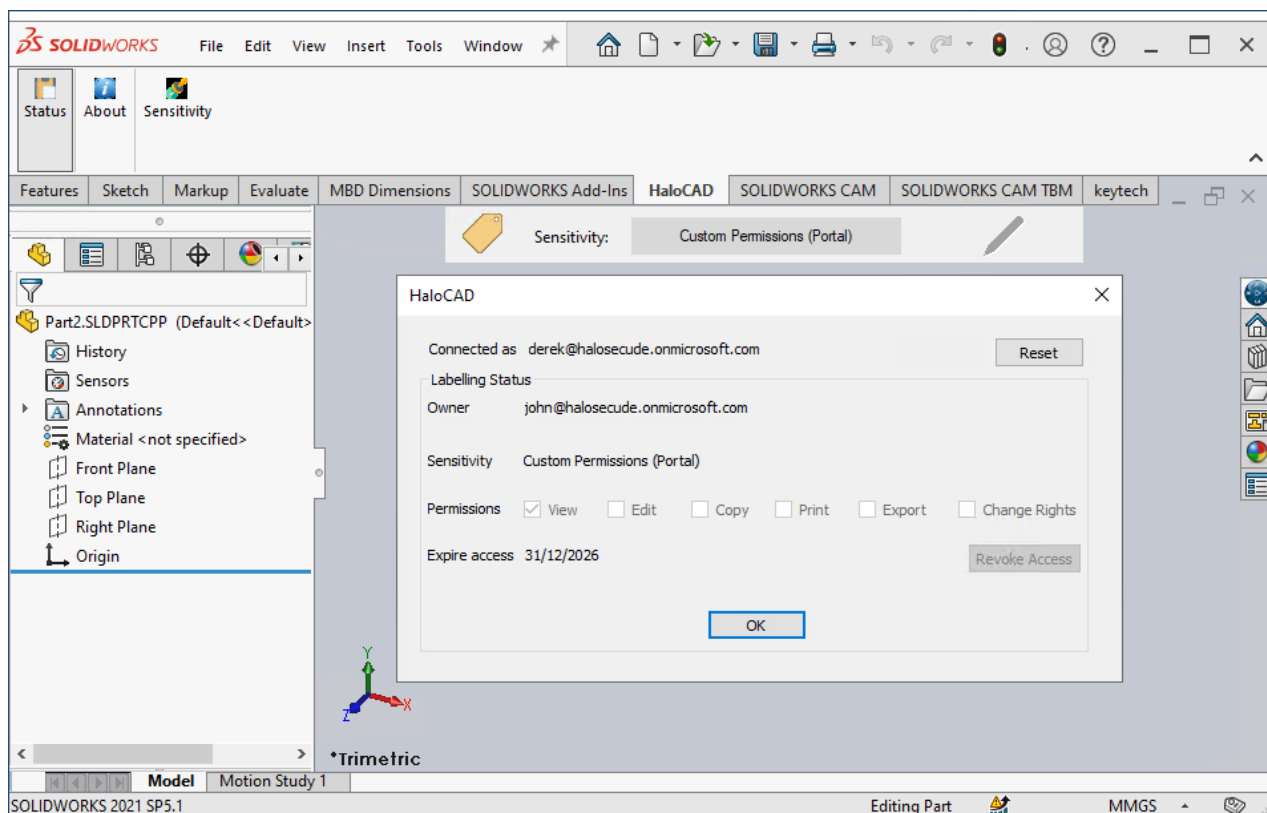 SOLIDWORKS File Edit View Insert Tools Window
Status About Sensitivity
Features Sketch Markup Evaluate MBD Dimensions SOLIDWORKS Add-Ins HaloCAD SOLIDWORKS CAM SOLIDWORKS CAM TBM keytech
Sensitivity: Custom Permissions (Portal)
Part2.SLDPRTCPP (Default<<Default>
History
Sensors
Annotations
Material <not specified>
Front Plane
Top Plane
Right Plane
Origin
HaloCAD
Connected as derek@halosecude.onmicrosoft.com Reset
Labelling Status
Owner john@halosecude.onmicrosoft.com
Sensitivity Custom Permissions (Portal)
Permissions View Edit Copy Print Export Change Rights
Expire access 31/12/2026 Revoke Access
OK
Y
X
Z
*Trimetric
Model Motion Study 1
SOLIDWORKS 2021 SP5.1 Editing Part MMGS